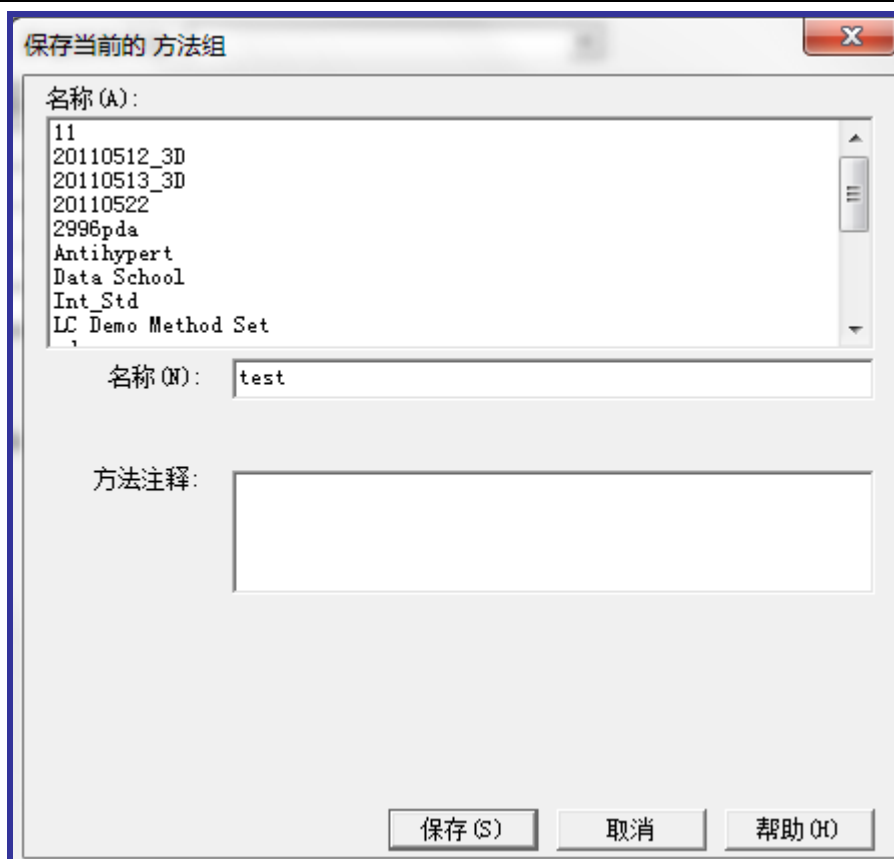 保存当前的 方法组
名称(A):
11
20110512_3D
20110513_3D
20110522
2996pda
Antihypert
Data School
Int_Std
LC Demo Method Set
名称(N):
test
方法注释:
保存(S)
取消
帮助(H)